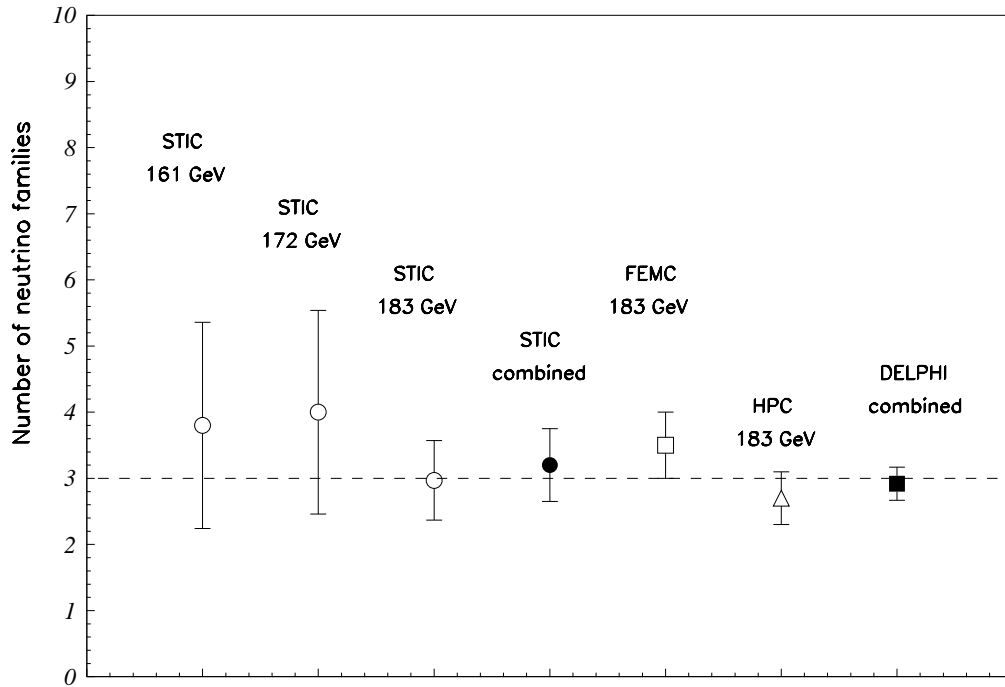 Number of neutrino families
10
9
8
7
6
5
4
3
2
1
0
STIC
161 GeV
STIC
172 GeV
STIC
183 GeV
STIC
combined
FEMC
183 GeV
HPC
183 GeV
DELPHI
combined